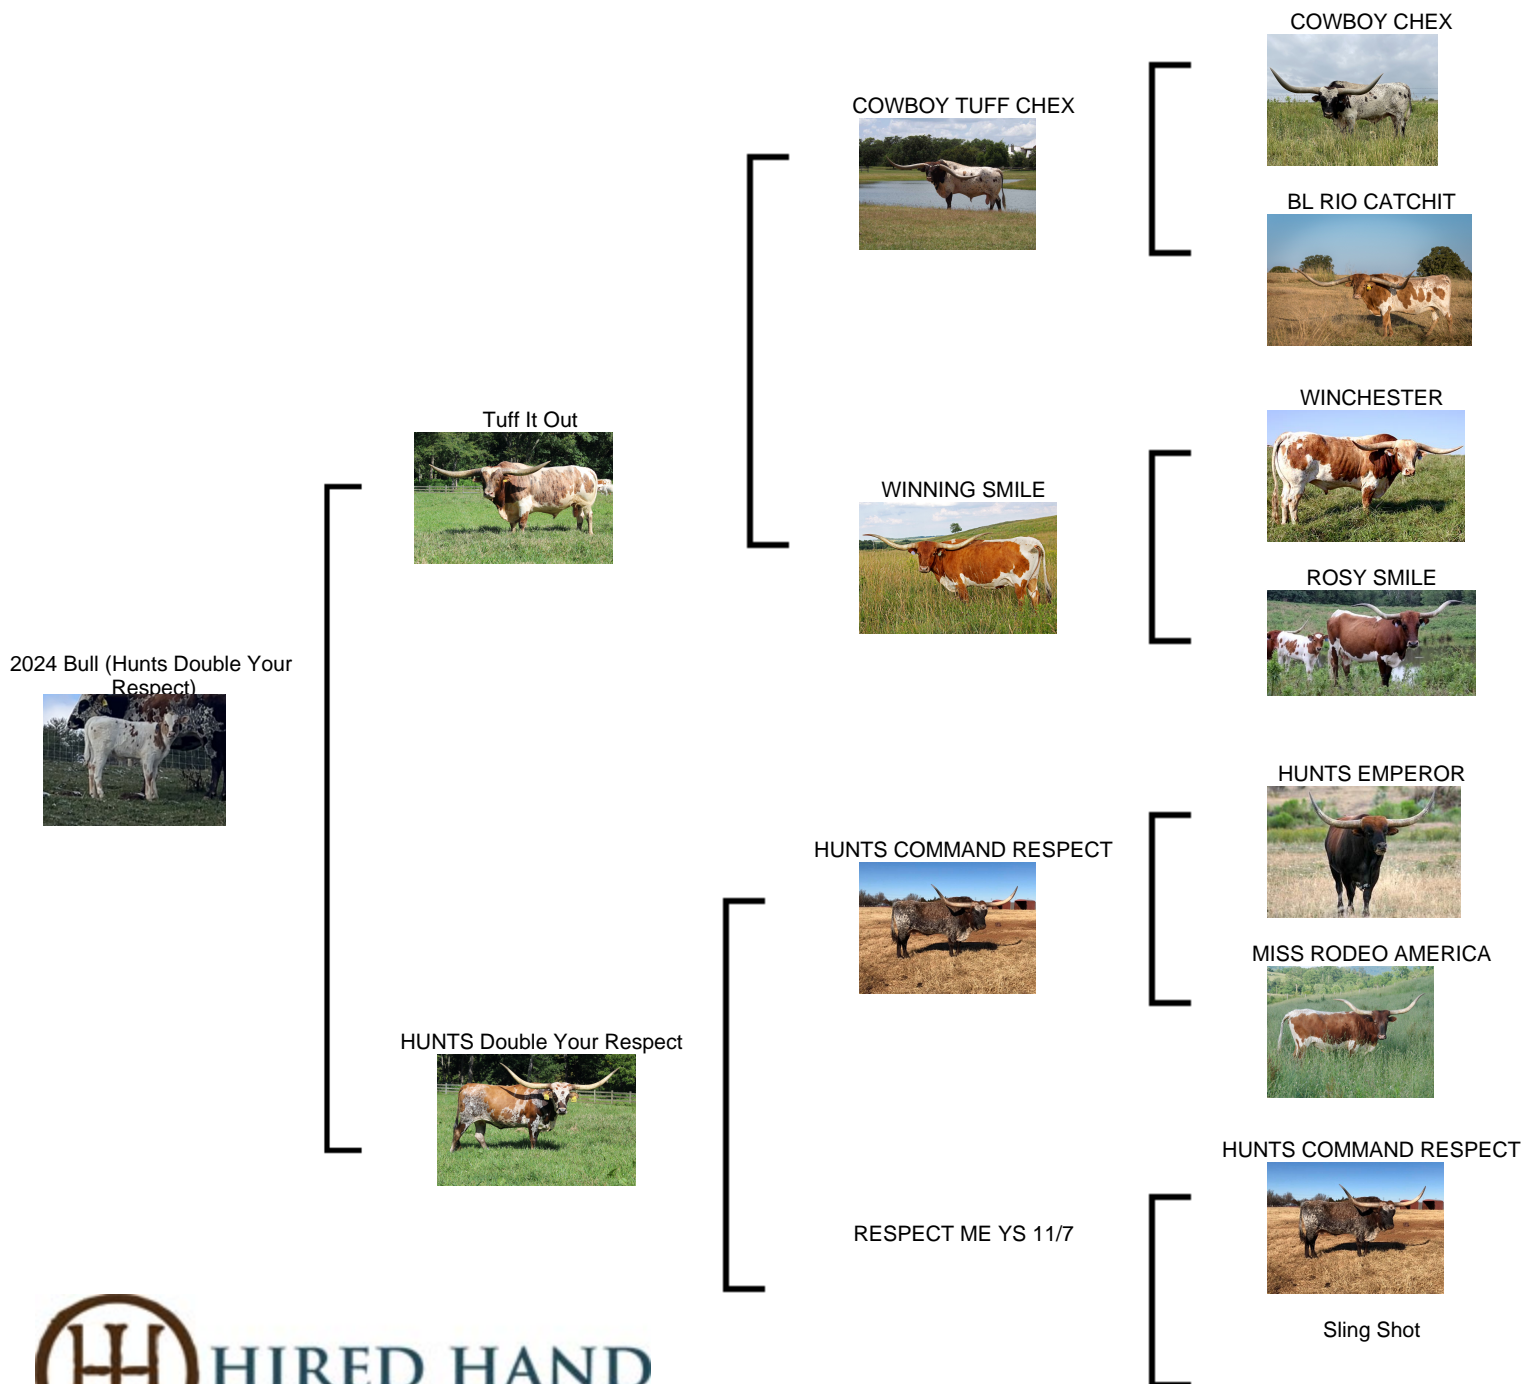 COWBOY CHEX
COWBOY TUFF CHEX
BL RIO CATCHIT
Tuff It Out
WINCHESTER
WINNING SMILE
ROSY SMILE
2024 Bull (Hunts Double Your
Respect)
HUNTS EMPEROR
HUNTS COMMAND RESPECT
MISS RODEO AMERICA
HUNTS Double Your Respect
HUNTS COMMAND RESPECT
RESPECT ME YS 11/7
Sling Shot
HIRED HAND